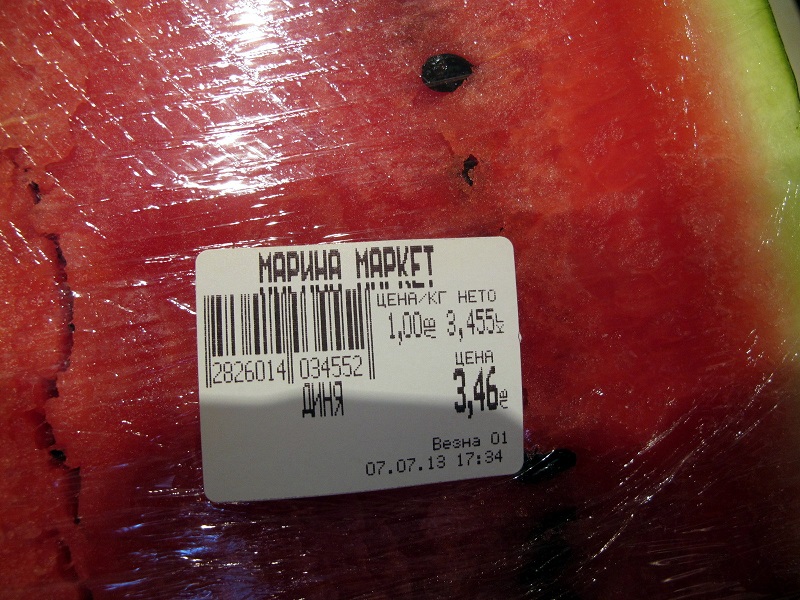 МАРИНА МАРКЕТ
ЦЕНА/КГ НЕТО
1,00ЛВ 3,455КГ
2826014 034552
ЦЕНА
ДИНЯ
3,46ЛВ
Везна 01
07.07.13 17:34